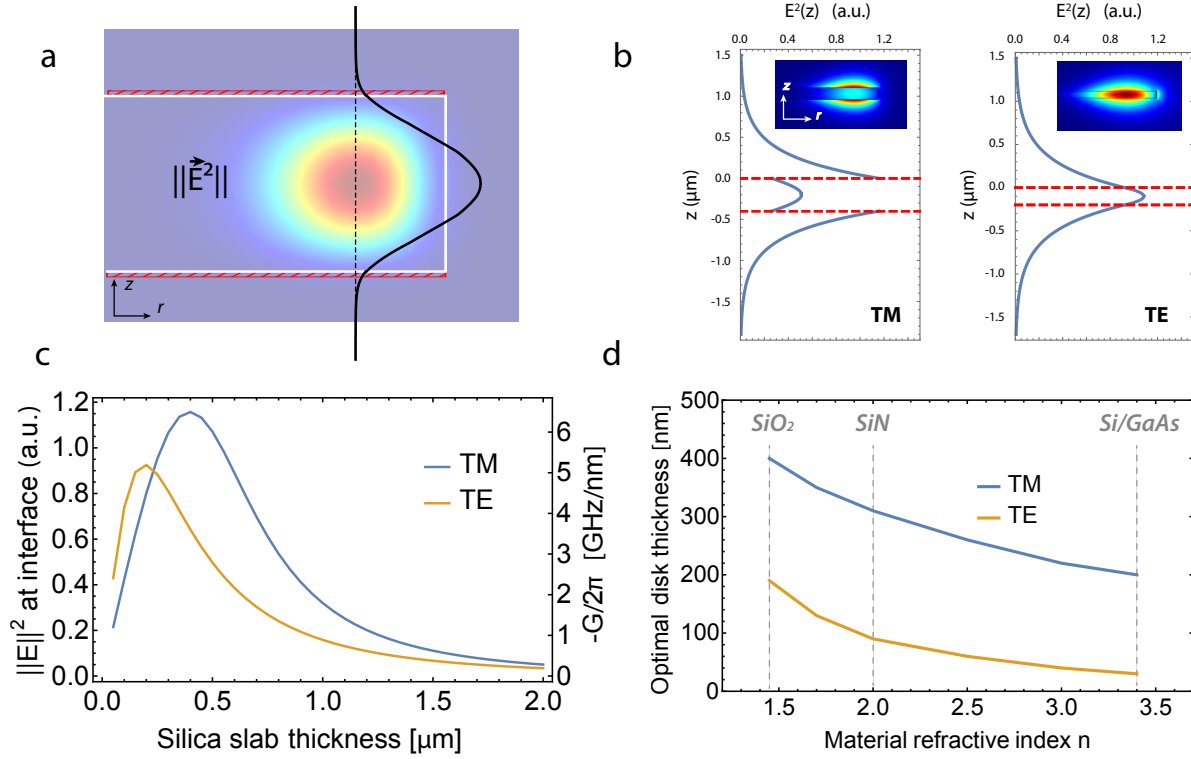 a
||E²||
z
r
b
E²(z) (a.u.)
0.0 0.4 0.8 1.2
1.5
1.0
0.5
0.0
-0.5
-1.0
-1.5
z (µm)
z
r
TM
E²(z) (a.u.)
0.0 0.4 0.8 1.2
1.5
1.0
0.5
0.0
-0.5
-1.0
-1.5
z (µm)
TE
c
||E||² at interface (a.u.)
1.2
1.0
0.8
0.6
0.4
0.2
0.0
TM
TE
6
5
4
3
2
1
0
-G/2π [GHz/nm]
0.0 0.5 1.0 1.5 2.0
Silica slab thickness [µm]
d
Optimal disk thickness [nm]
500
400
300
200
100
0
SiO₂ SiN Si/GaAs
TM
TE
1.5 2.0 2.5 3.0 3.5
Material refractive index n